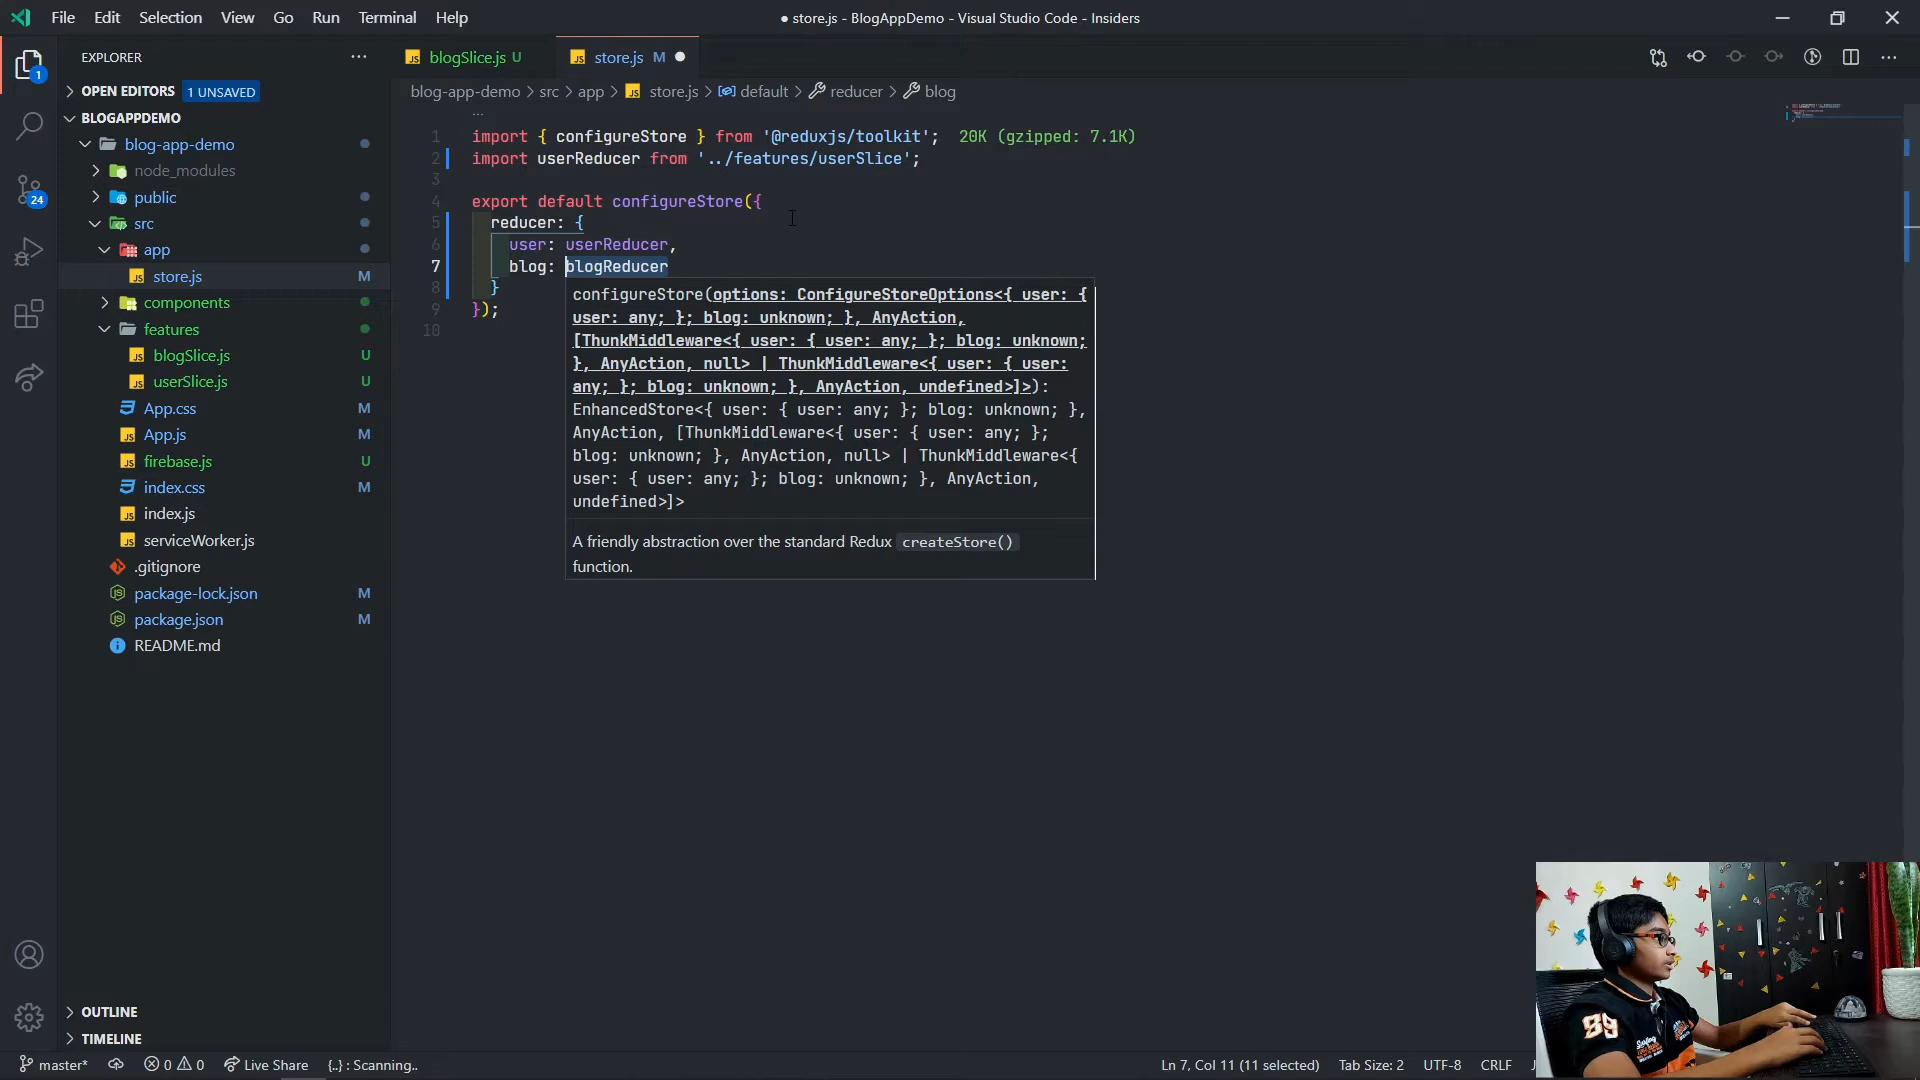 File Edit Selection View Go Run Terminal Help
● store.js - BlogAppDemo - Visual Studio Code - Insiders
EXPLORER
1
OPEN EDITORS 1 UNSAVED
BLOGAPPDEMO
blog-app-demo
node_modules
public
24
src
app
store.js M
components
features
blogSlice.js U
userSlice.js U
App.css M
App.js M
firebase.js U
index.css M
index.js
serviceWorker.js
.gitignore
package-lock.json M
package.json M
README.md
OUTLINE
TIMELINE
blogSlice.js U
store.js M
blog-app-demo > src > app > store.js > default > reducer > blog
1 import { configureStore } from '@reduxjs/toolkit'; 20K (gzipped: 7.1K)
2 import userReducer from '../features/userSlice';
3
4 export default configureStore({
5 reducer: {
6 user: userReducer,
7 blog: blogReducer
8 }
9 });
10
configureStore(options: ConfigureStoreOptions<{ user: {
user: any; }; blog: unknown; }, AnyAction,
[ThunkMiddleware<{ user: { user: any; }; blog: unknown;
}, AnyAction, null> | ThunkMiddleware<{ user: { user:
any; }; blog: unknown; }, AnyAction, undefined>]>):
EnhancedStore<{ user: { user: any; }; blog: unknown; },
AnyAction, [ThunkMiddleware<{ user: { user: any; };
blog: unknown; }, AnyAction, null> | ThunkMiddleware<{
user: { user: any; }; blog: unknown; }, AnyAction,
undefined>]>
A friendly abstraction over the standard Redux createStore()
function.
89
master* 0 0 Live Share {..} : Scanning.. Ln 7, Col 11 (11 selected) Tab Size: 2 UTF-8 CRLF